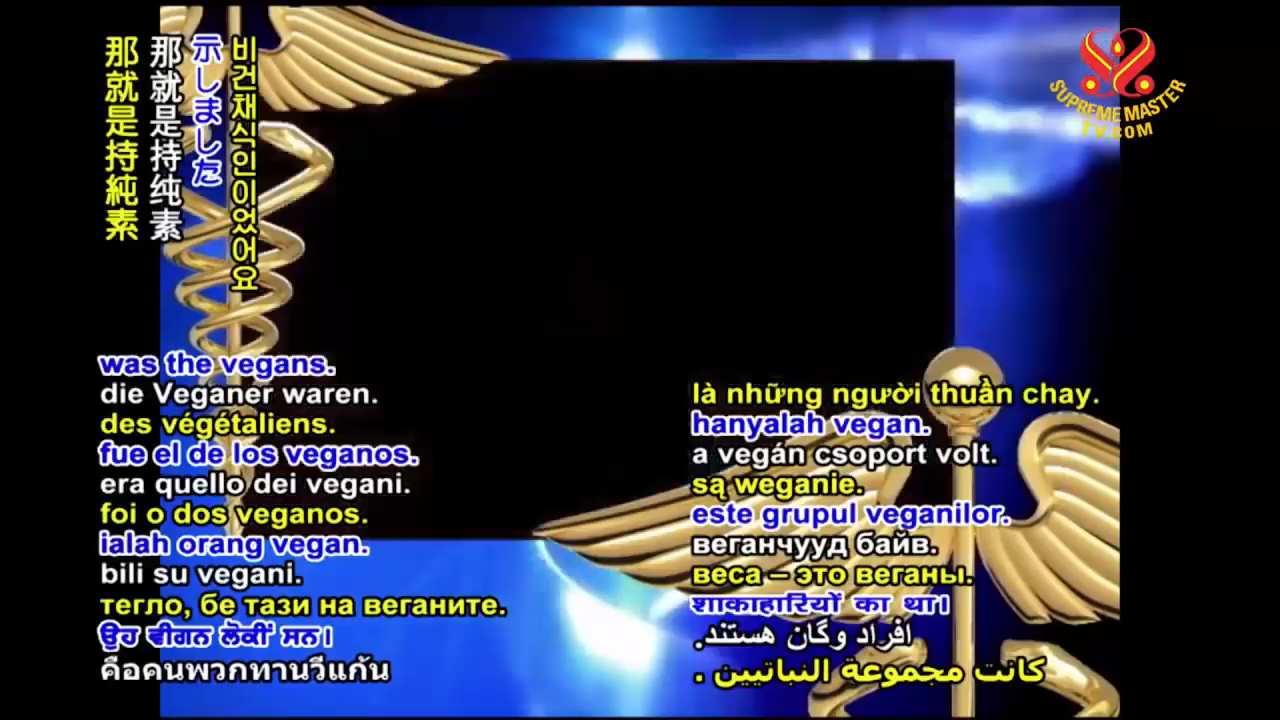 비건채식인이었어요
示しました
那就是持纯素
那就是持純素
SUPREME MASTER
TV.COM
was the vegans.
die Veganer waren.
des végétaliens.
fue el de los veganos.
era quello dei vegani.
foi o dos veganos.
ialah orang vegan.
bili su vegani.
тегло, бе тази на веганите.
ਉਹ ਵੀਗਨ ਲੋਕੀਂ ਸਨ।
คือคนพวกทานวีแก้น
là những người thuần chay.
hanyalah vegan.
a vegán csoport volt.
są weganie.
este grupul veganilor.
веганчууд байв.
веса – это веганы.
शाकाहारियों का था।
افراد وگان هستند.
كانت مجموعة النباتيين .